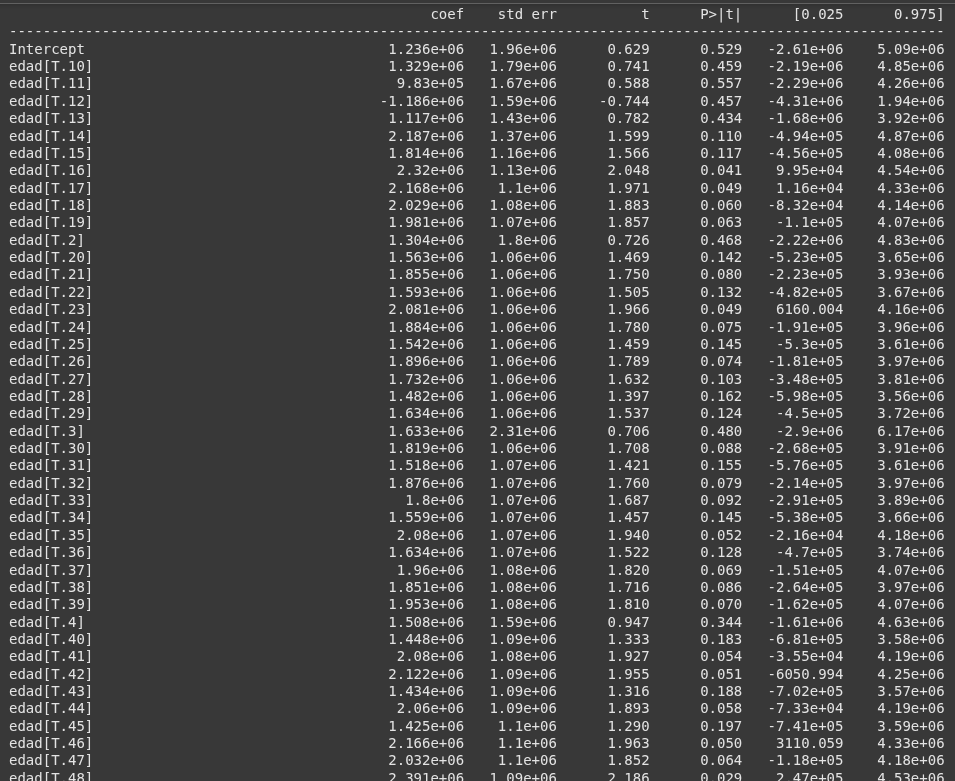 coef std err t P>|t| [0.025 0.975]
--------------------------------------------------------------------------------
Intercept 1.236e+06 1.96e+06 0.629 0.529 -2.61e+06 5.09e+06
edad[T.10] 1.329e+06 1.79e+06 0.741 0.459 -2.19e+06 4.85e+06
edad[T.11] 9.83e+05 1.67e+06 0.588 0.557 -2.29e+06 4.26e+06
edad[T.12] -1.186e+06 1.59e+06 -0.744 0.457 -4.31e+06 1.94e+06
edad[T.13] 1.117e+06 1.43e+06 0.782 0.434 -1.68e+06 3.92e+06
edad[T.14] 2.187e+06 1.37e+06 1.599 0.110 -4.94e+05 4.87e+06
edad[T.15] 1.814e+06 1.16e+06 1.566 0.117 -4.56e+05 4.08e+06
edad[T.16] 2.32e+06 1.13e+06 2.048 0.041 9.95e+04 4.54e+06
edad[T.17] 2.168e+06 1.1e+06 1.971 0.049 1.16e+04 4.33e+06
edad[T.18] 2.029e+06 1.08e+06 1.883 0.060 -8.32e+04 4.14e+06
edad[T.19] 1.981e+06 1.07e+06 1.857 0.063 -1.1e+05 4.07e+06
edad[T.2] 1.304e+06 1.8e+06 0.726 0.468 -2.22e+06 4.83e+06
edad[T.20] 1.563e+06 1.06e+06 1.469 0.142 -5.23e+05 3.65e+06
edad[T.21] 1.855e+06 1.06e+06 1.750 0.080 -2.23e+05 3.93e+06
edad[T.22] 1.593e+06 1.06e+06 1.505 0.132 -4.82e+05 3.67e+06
edad[T.23] 2.081e+06 1.06e+06 1.966 0.049 6160.004 4.16e+06
edad[T.24] 1.884e+06 1.06e+06 1.780 0.075 -1.91e+05 3.96e+06
edad[T.25] 1.542e+06 1.06e+06 1.459 0.145 -5.3e+05 3.61e+06
edad[T.26] 1.896e+06 1.06e+06 1.789 0.074 -1.81e+05 3.97e+06
edad[T.27] 1.732e+06 1.06e+06 1.632 0.103 -3.48e+05 3.81e+06
edad[T.28] 1.482e+06 1.06e+06 1.397 0.162 -5.98e+05 3.56e+06
edad[T.29] 1.634e+06 1.06e+06 1.537 0.124 -4.5e+05 3.72e+06
edad[T.3] 1.633e+06 2.31e+06 0.706 0.480 -2.9e+06 6.17e+06
edad[T.30] 1.819e+06 1.06e+06 1.708 0.088 -2.68e+05 3.91e+06
edad[T.31] 1.518e+06 1.07e+06 1.421 0.155 -5.76e+05 3.61e+06
edad[T.32] 1.876e+06 1.07e+06 1.760 0.079 -2.14e+05 3.97e+06
edad[T.33] 1.8e+06 1.07e+06 1.687 0.092 -2.91e+05 3.89e+06
edad[T.34] 1.559e+06 1.07e+06 1.457 0.145 -5.38e+05 3.66e+06
edad[T.35] 2.08e+06 1.07e+06 1.940 0.052 -2.16e+04 4.18e+06
edad[T.36] 1.634e+06 1.07e+06 1.522 0.128 -4.7e+05 3.74e+06
edad[T.37] 1.96e+06 1.08e+06 1.820 0.069 -1.51e+05 4.07e+06
edad[T.38] 1.851e+06 1.08e+06 1.716 0.086 -2.64e+05 3.97e+06
edad[T.39] 1.953e+06 1.08e+06 1.810 0.070 -1.62e+05 4.07e+06
edad[T.4] 1.508e+06 1.59e+06 0.947 0.344 -1.61e+06 4.63e+06
edad[T.40] 1.448e+06 1.09e+06 1.333 0.183 -6.81e+05 3.58e+06
edad[T.41] 2.08e+06 1.08e+06 1.927 0.054 -3.55e+04 4.19e+06
edad[T.42] 2.122e+06 1.09e+06 1.955 0.051 -6050.994 4.25e+06
edad[T.43] 1.434e+06 1.09e+06 1.316 0.188 -7.02e+05 3.57e+06
edad[T.44] 2.06e+06 1.09e+06 1.893 0.058 -7.33e+04 4.19e+06
edad[T.45] 1.425e+06 1.1e+06 1.290 0.197 -7.41e+05 3.59e+06
edad[T.46] 2.166e+06 1.1e+06 1.963 0.050 3110.059 4.33e+06
edad[T.47] 2.032e+06 1.1e+06 1.852 0.064 -1.18e+05 4.18e+06
edad[T.48] 2.391e+06 1.09e+06 2.186 0.029 2.47e+05 4.53e+06